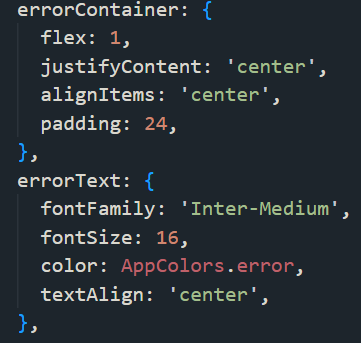 errorContainer: {
  flex: 1,
  justifyContent: 'center',
  alignItems: 'center',
  padding: 24,
},
errorText: {
  fontFamily: 'Inter-Medium',
  fontSize: 16,
  color: AppColors.error,
  textAlign: 'center',
},